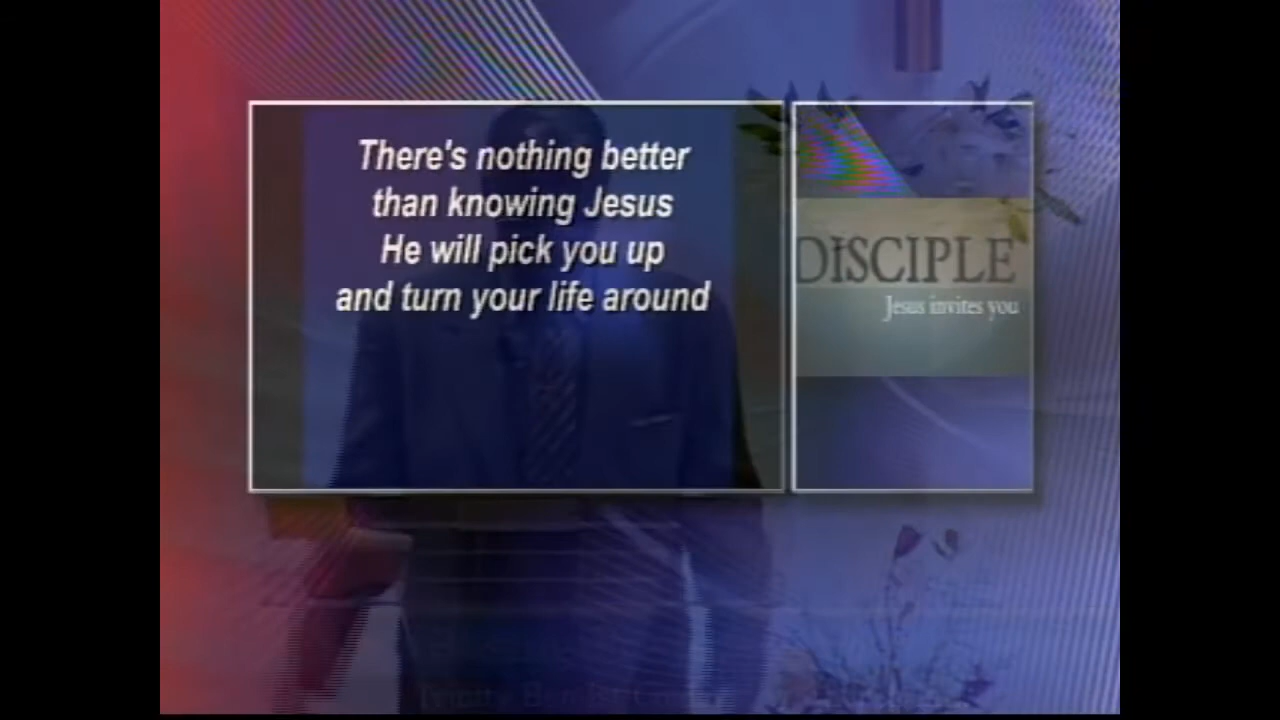 There's nothing better
than knowing Jesus
He will pick you up
and turn your life around
DISCIPLE
Jesus invites you